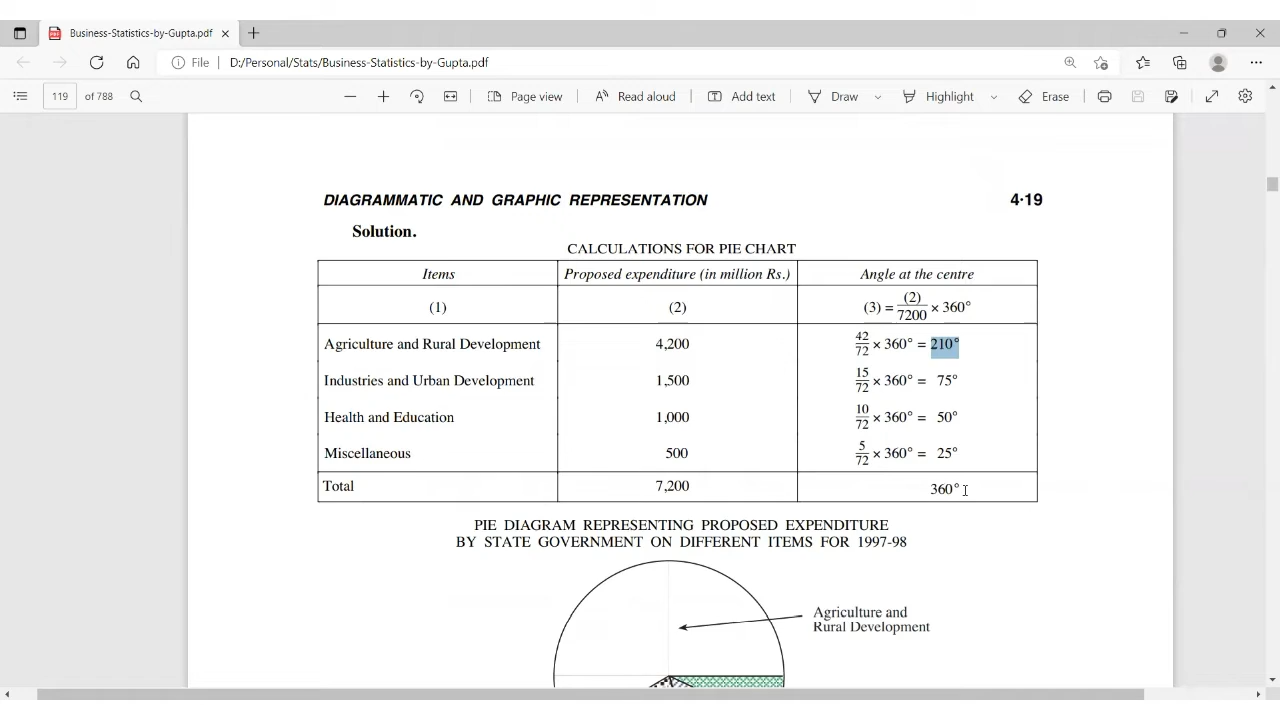 Business-Statistics-by-Gupta.pdf
File | D:/Personal/Stats/Business-Statistics-by-Gupta.pdf
119 of 788 Page view Read aloud Add text Draw Highlight Erase
DIAGRAMMATIC AND GRAPHIC REPRESENTATION 4·19
Solution.
CALCULATIONS FOR PIE CHART
Items Proposed expenditure (in million Rs.) Angle at the centre
(1) (2) (3) = (2)/7200 × 360°
Agriculture and Rural Development 4,200 42/72 × 360° = 210°
Industries and Urban Development 1,500 15/72 × 360° = 75°
Health and Education 1,000 10/72 × 360° = 50°
Miscellaneous 500 5/72 × 360° = 25°
Total 7,200 360°
PIE DIAGRAM REPRESENTING PROPOSED EXPENDITURE
BY STATE GOVERNMENT ON DIFFERENT ITEMS FOR 1997-98
Agriculture and
Rural Development